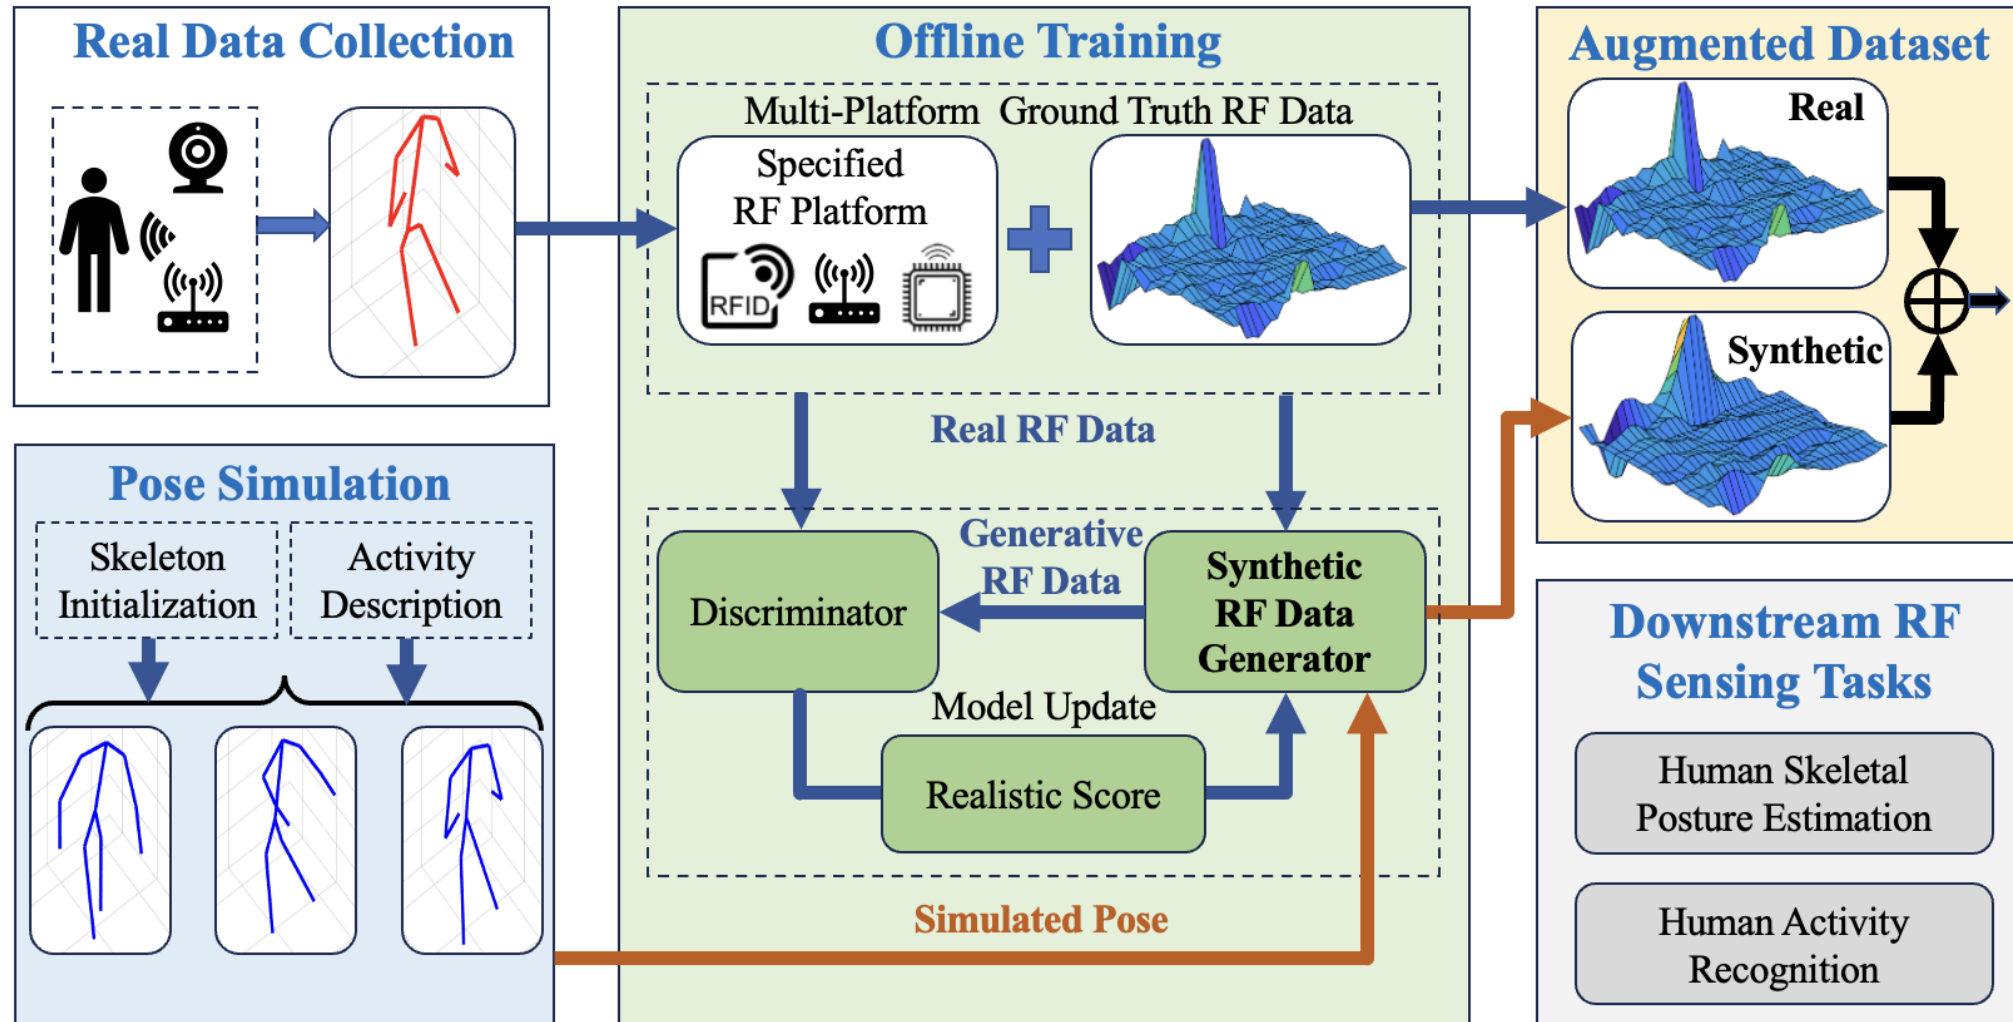 Real Data Collection
Offline Training
Multi-Platform Ground Truth RF Data
Specified
RF Platform
RFID
Real RF Data
Generative
RF Data
Discriminator
Synthetic
RF Data
Generator
Model Update
Realistic Score
Simulated Pose
Pose Simulation
Skeleton
Initialization
Activity
Description
Augmented Dataset
Real
Synthetic
Downstream RF
Sensing Tasks
Human Skeletal
Posture Estimation
Human Activity
Recognition